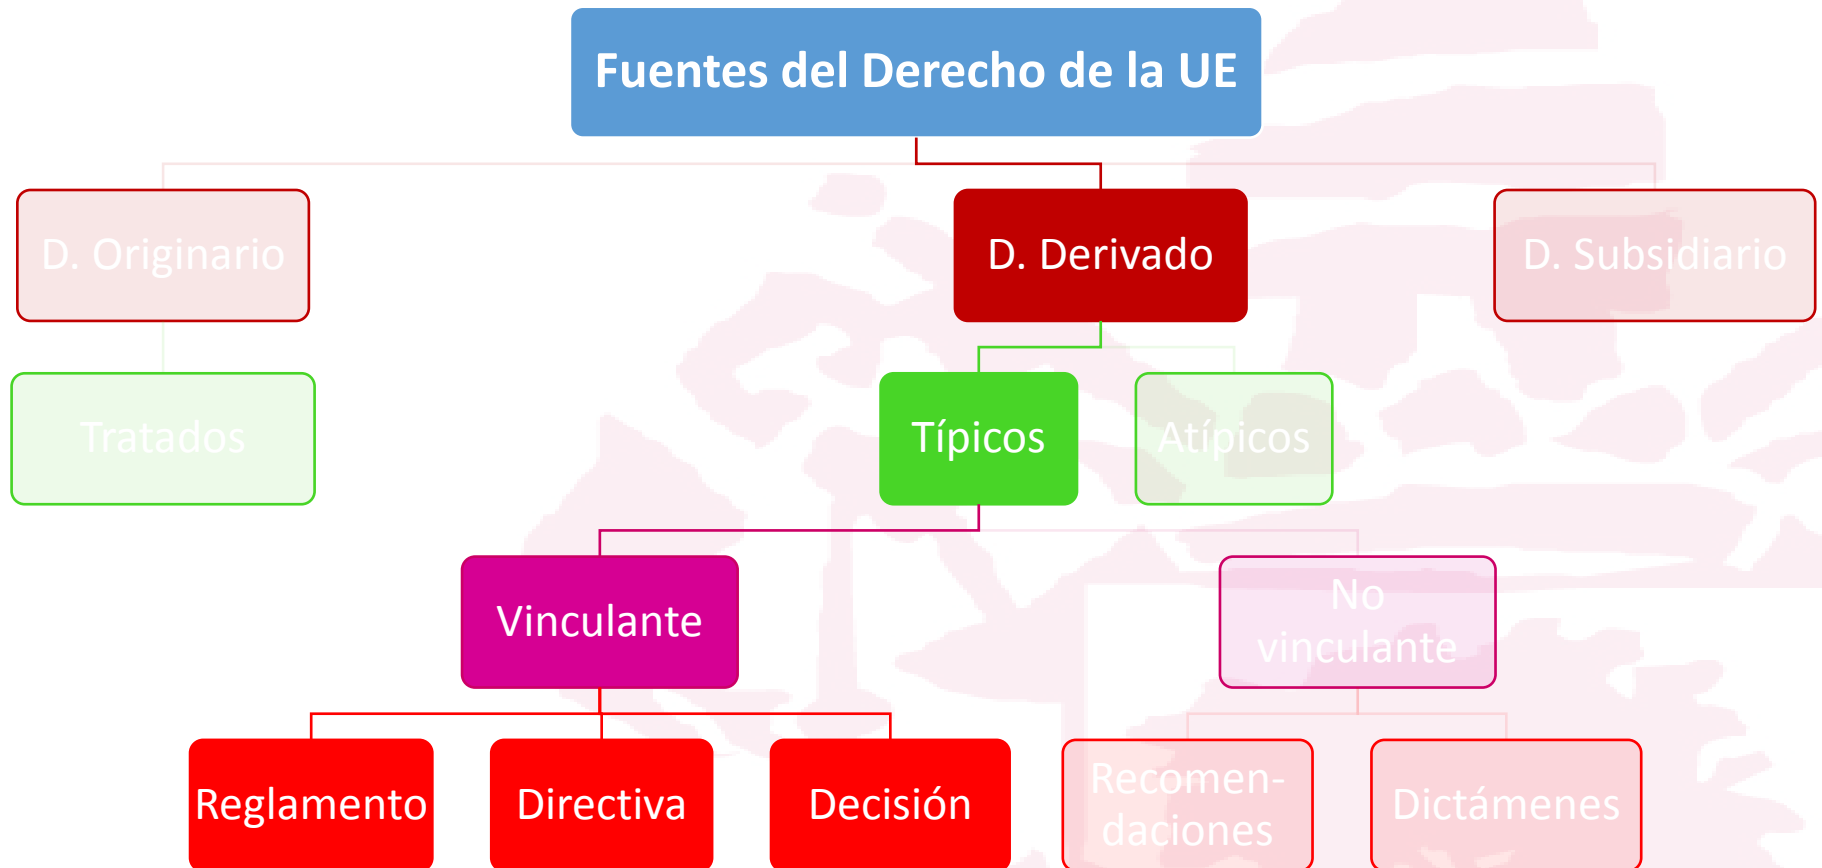 Fuentes del Derecho de la UE
D. Originario
D. Derivado
D. Subsidiario
Tratados
Típicos
Atípicos
Vinculante
No
vinculante
Reglamento
Directiva
Decisión
Recomen-
daciones
Dictámenes